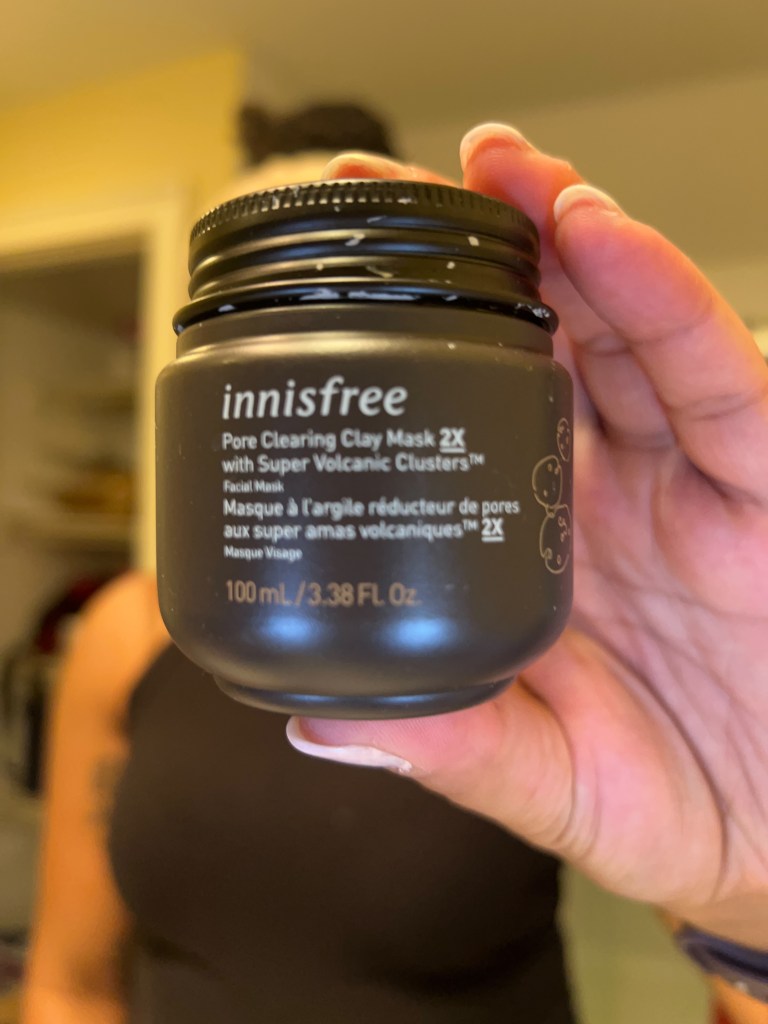 innisfree
Pore Clearing Clay Mask 2X
with Super Volcanic Clusters™
Facial Mask
Masque à l'argile réducteur de pores
aux super amas volcaniques™ 2X
Masque Visage
100 mL / 3.38 FL. Oz.